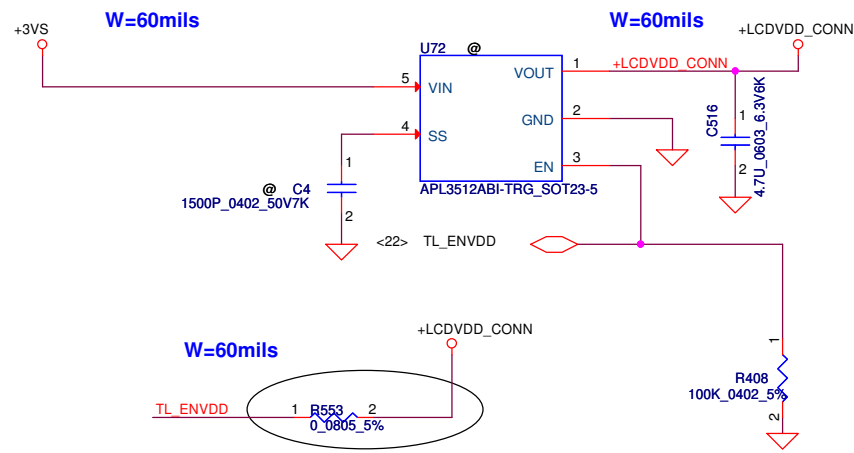 W=60mils
W=60mils
+3VS
+LCDVDD_CONN
U72 @
5 VIN
VOUT 1 +LCDVDD_CONN
4 SS
GND 2
EN 3
APL3512ABI-TRG_SOT23-5
1
@ C4
1500P_0402_50V7K
2
C516
1
2
4.7U_0603_6.3V6K
<22> TL_ENVDD
+LCDVDD_CONN
W=60mils
TL_ENVDD 1 R553 2
0_0805_5%
1
R408
100K_0402_5%
2